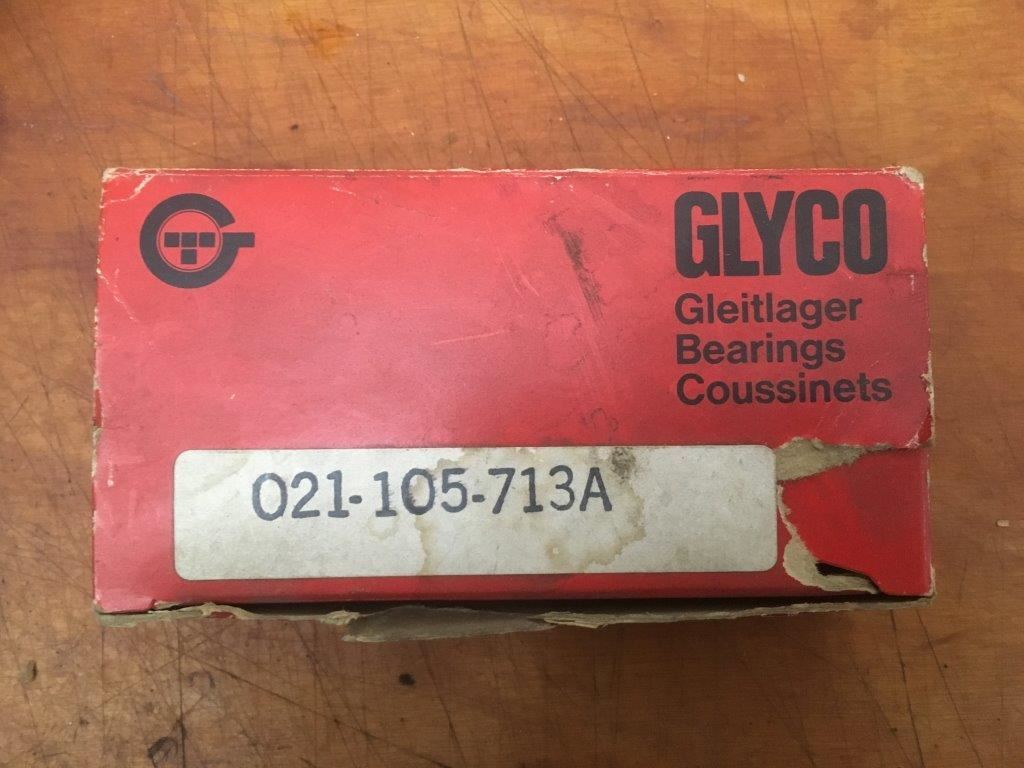 GLYCO
Gleitlager
Bearings
Coussinets
021-105-713A